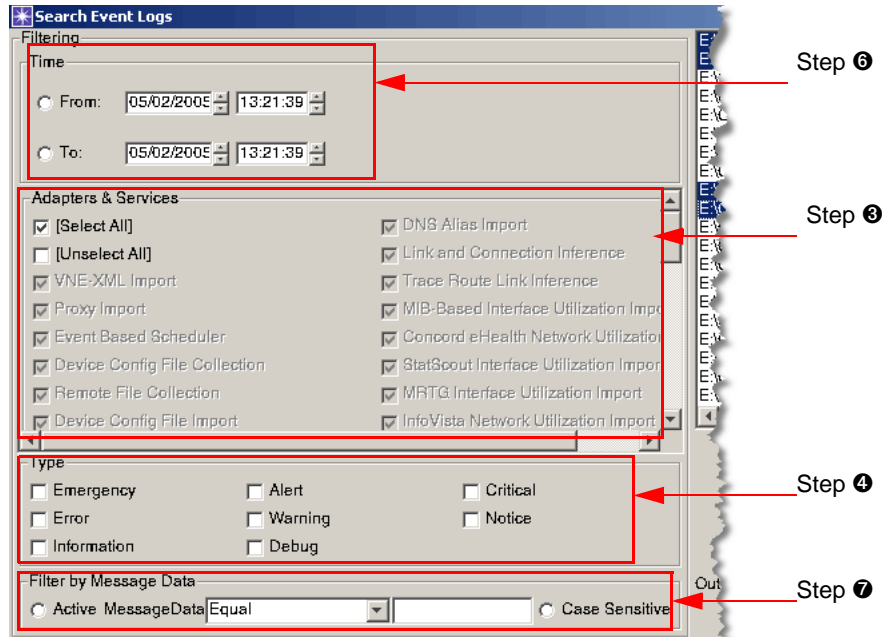 Search Event Logs
Filtering
Time
From: 05/02/2005 13:21:39
To: 05/02/2005 13:21:39
Step ❻
Adapters & Services
[Select All]
[Unselect All]
VNE-XML Import
Proxy Import
Event Based Scheduler
Device Config File Collection
Remote File Collection
Device Config File Import
DNS Alias Import
Link and Connection Inference
Trace Route Link Inference
MIB-Based Interface Utilization Impo
Concord eHealth Network Utilization
StatScout Interface Utilization Impor
MRTG Interface Utilization Import
InfoVista Network Utilization Import
Step ❸
Type
Emergency Alert Critical
Error Warning Notice
Information Debug
Step ❹
Filter by Message Data
Active MessageData Equal Case Sensitive
Out
Step ❼